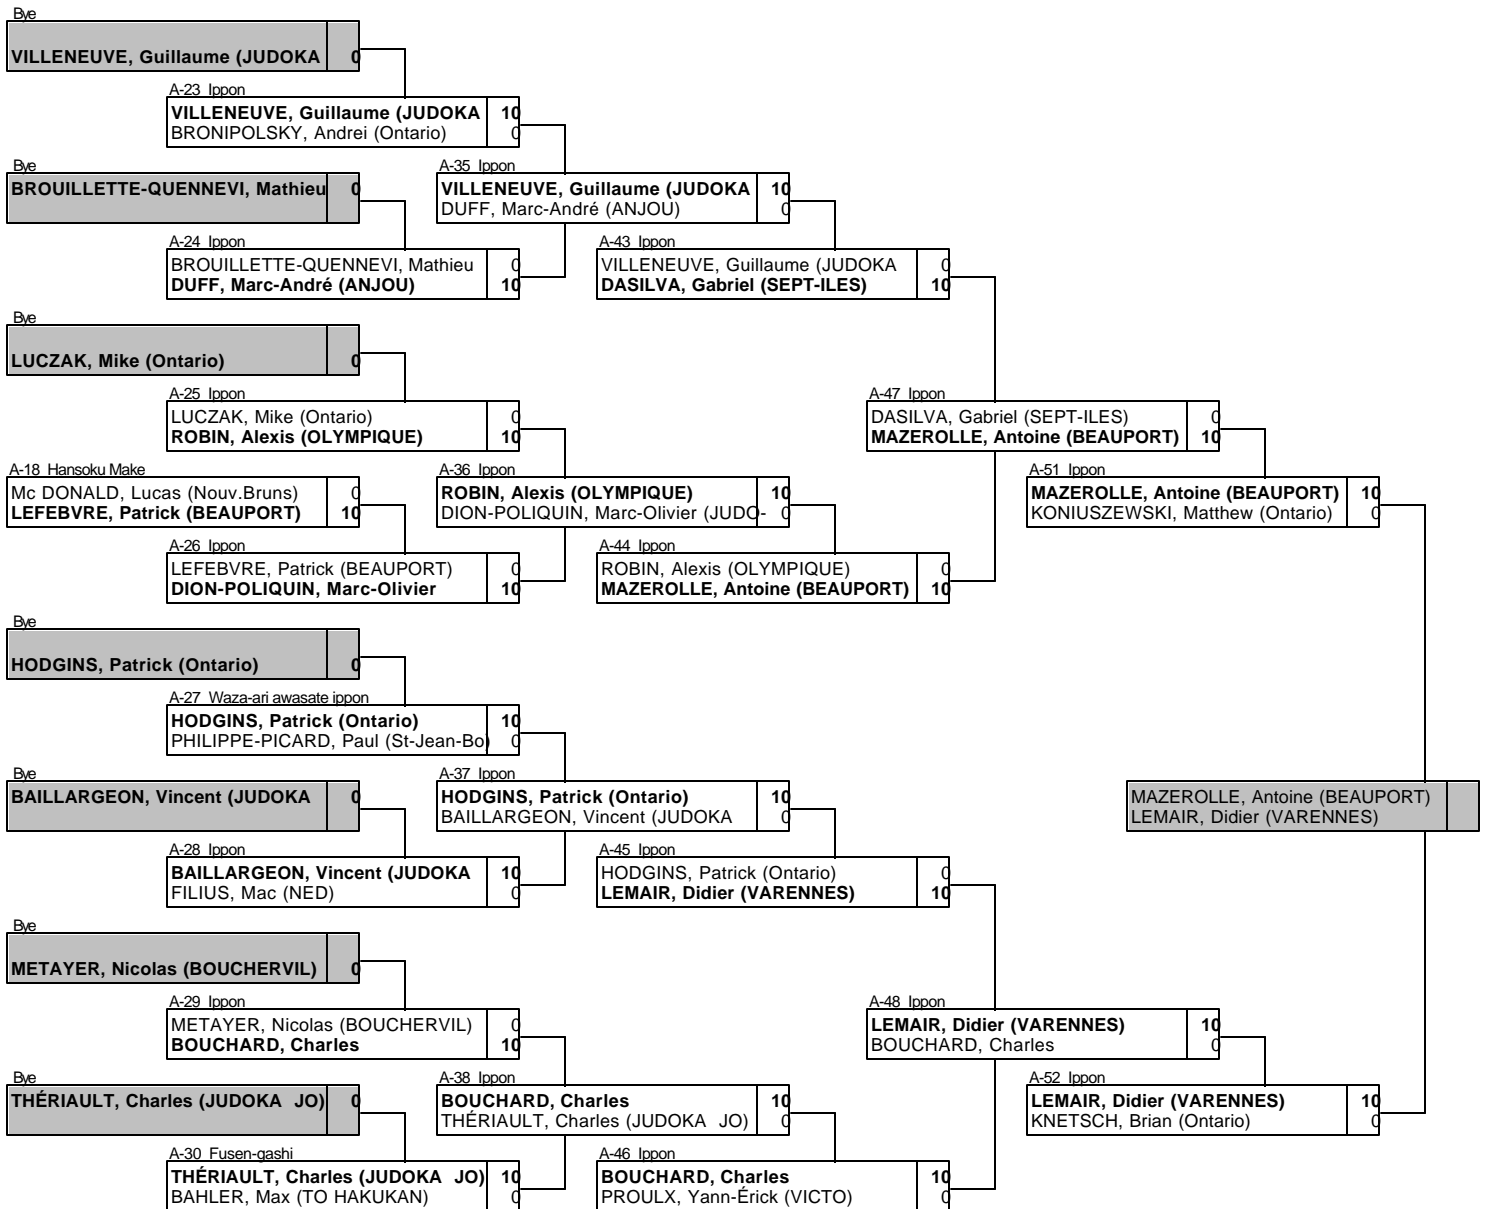 Bye
VILLENEUVE, Guillaume (JUDOKA 0
A-23 Ippon
VILLENEUVE, Guillaume (JUDOKA 10
BRONIPOLSKY, Andrei (Ontario) 0
Bye
BROUILLETTE-QUENNEVI, Mathieu 0
A-35 Ippon
VILLENEUVE, Guillaume (JUDOKA 10
DUFF, Marc-André (ANJOU) 0
A-24 Ippon
BROUILLETTE-QUENNEVI, Mathieu 0
DUFF, Marc-André (ANJOU) 10
A-43 Ippon
VILLENEUVE, Guillaume (JUDOKA 0
DASILVA, Gabriel (SEPT-ILES) 10
Bye
LUCZAK, Mike (Ontario) 0
A-25 Ippon
LUCZAK, Mike (Ontario) 0
ROBIN, Alexis (OLYMPIQUE) 10
A-47 Ippon
DASILVA, Gabriel (SEPT-ILES) 0
MAZEROLLE, Antoine (BEAUPORT) 10
A-18 Hansoku Make
Mc DONALD, Lucas (Nouv.Bruns) 0
LEFEBVRE, Patrick (BEAUPORT) 10
A-36 Ippon
ROBIN, Alexis (OLYMPIQUE) 10
DION-POLIQUIN, Marc-Olivier (JUDO- 0
A-51 Ippon
MAZEROLLE, Antoine (BEAUPORT) 10
KONIUSZEWSKI, Matthew (Ontario) 0
A-26 Ippon
LEFEBVRE, Patrick (BEAUPORT) 0
DION-POLIQUIN, Marc-Olivier 10
A-44 Ippon
ROBIN, Alexis (OLYMPIQUE) 0
MAZEROLLE, Antoine (BEAUPORT) 10
Bye
HODGINS, Patrick (Ontario) 0
A-27 Waza-ari awasate ippon
HODGINS, Patrick (Ontario) 10
PHILIPPE-PICARD, Paul (St-Jean-Bo) 0
Bye
BAILLARGEON, Vincent (JUDOKA 0
A-37 Ippon
HODGINS, Patrick (Ontario) 10
BAILLARGEON, Vincent (JUDOKA 0
MAZEROLLE, Antoine (BEAUPORT)
LEMAIR, Didier (VARENNES)
A-28 Ippon
BAILLARGEON, Vincent (JUDOKA 10
FILIUS, Mac (NED) 0
A-45 Ippon
HODGINS, Patrick (Ontario) 0
LEMAIR, Didier (VARENNES) 10
Bye
METAYER, Nicolas (BOUCHERVIL) 0
A-29 Ippon
METAYER, Nicolas (BOUCHERVIL) 0
BOUCHARD, Charles 10
A-48 Ippon
LEMAIR, Didier (VARENNES) 10
BOUCHARD, Charles 0
Bye
THÉRIAULT, Charles (JUDOKA JO) 0
A-38 Ippon
BOUCHARD, Charles 10
THÉRIAULT, Charles (JUDOKA JO) 0
A-52 Ippon
LEMAIR, Didier (VARENNES) 10
KNETSCH, Brian (Ontario) 0
A-30 Fusen-gashi
THÉRIAULT, Charles (JUDOKA JO) 10
BAHLER, Max (TO HAKUKAN) 0
A-46 Ippon
BOUCHARD, Charles 10
PROULX, Yann-Érick (VICTO) 0